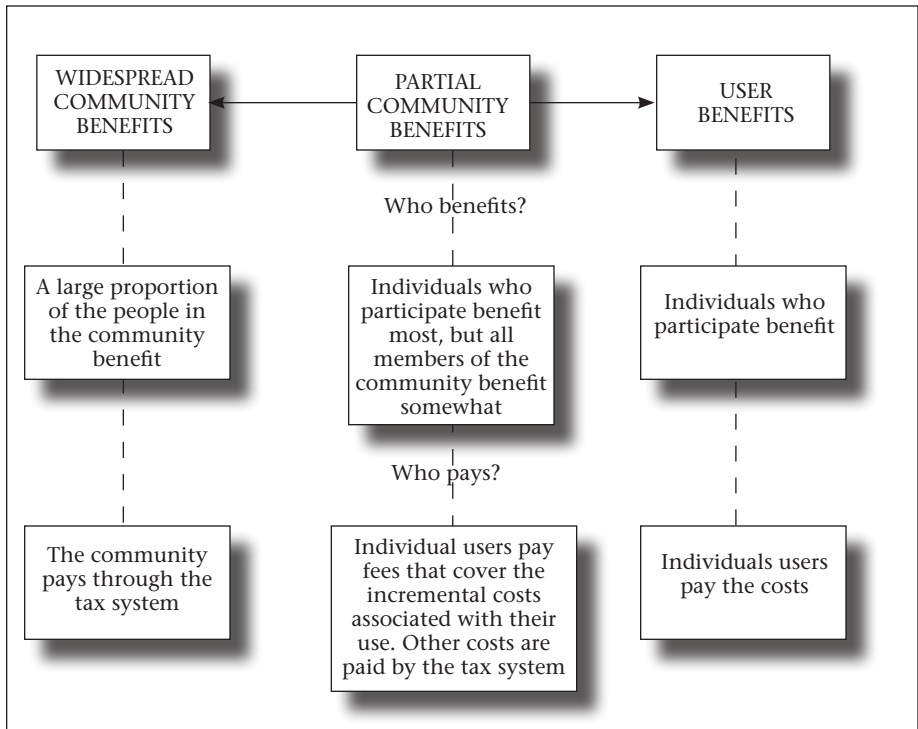 WIDESPREAD
COMMUNITY
BENEFITS
PARTIAL
COMMUNITY
BENEFITS
USER
BENEFITS
Who benefits?
A large proportion
of the people in
the community
benefit
Individuals who
participate benefit
most, but all
members of the
community benefit
somewhat
Individuals who
participate benefit
Who pays?
The community
pays through the
tax system
Individual users pay
fees that cover the
incremental costs
associated with their
use. Other costs are
paid by the tax system
Individuals users
pay the costs